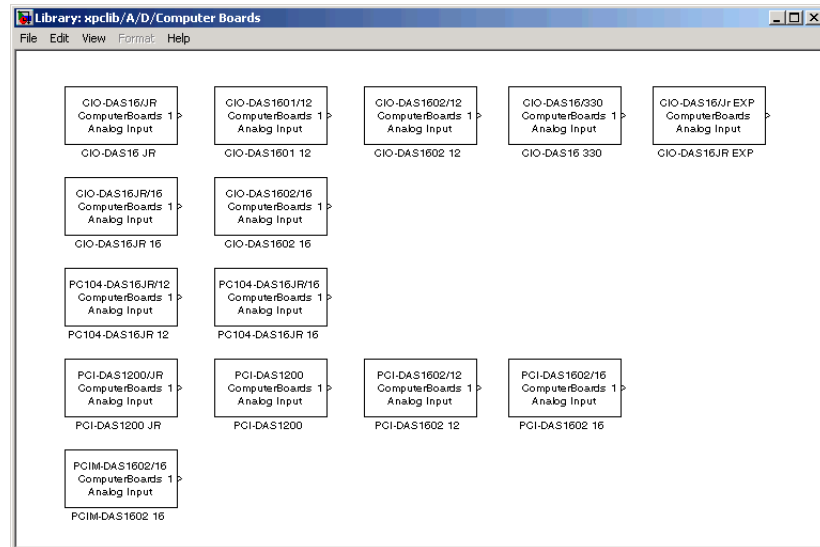 Library: xpclib/A/D/Computer Boards
File Edit View Format Help
CIO-DAS16/JR
ComputerBoards 1
Analog Input
CIO-DAS16 JR
CIO-DAS1601/12
ComputerBoards 1
Analog Input
CIO-DAS1601 12
CIO-DAS1602/12
ComputerBoards 1
Analog Input
CIO-DAS1602 12
CIO-DAS16/330
ComputerBoards 1
Analog Input
CIO-DAS16 330
CIO-DAS16/Jr EXP
ComputerBoards
Analog Input
CIO-DAS16JR EXP
CIO-DAS16JR/16
ComputerBoards 1
Analog Input
CIO-DAS16JR 16
CIO-DAS1602/16
ComputerBoards 1
Analog Input
CIO-DAS1602 16
PC104-DAS16JR/12
ComputerBoards 1
Analog Input
PC104-DAS16JR 12
PC104-DAS16JR/16
ComputerBoards 1
Analog Input
PC104-DAS16JR 16
PCI-DAS1200/JR
ComputerBoards 1
Analog Input
PCI-DAS1200 JR
PCI-DAS1200
ComputerBoards 1
Analog Input
PCI-DAS1200
PCI-DAS1602/12
ComputerBoards 1
Analog Input
PCI-DAS1602 12
PCI-DAS1602/16
ComputerBoards 1
Analog Input
PCI-DAS1602 16
PCIM-DAS1602/16
ComputerBoards 1
Analog Input
PCIM-DAS1602 16